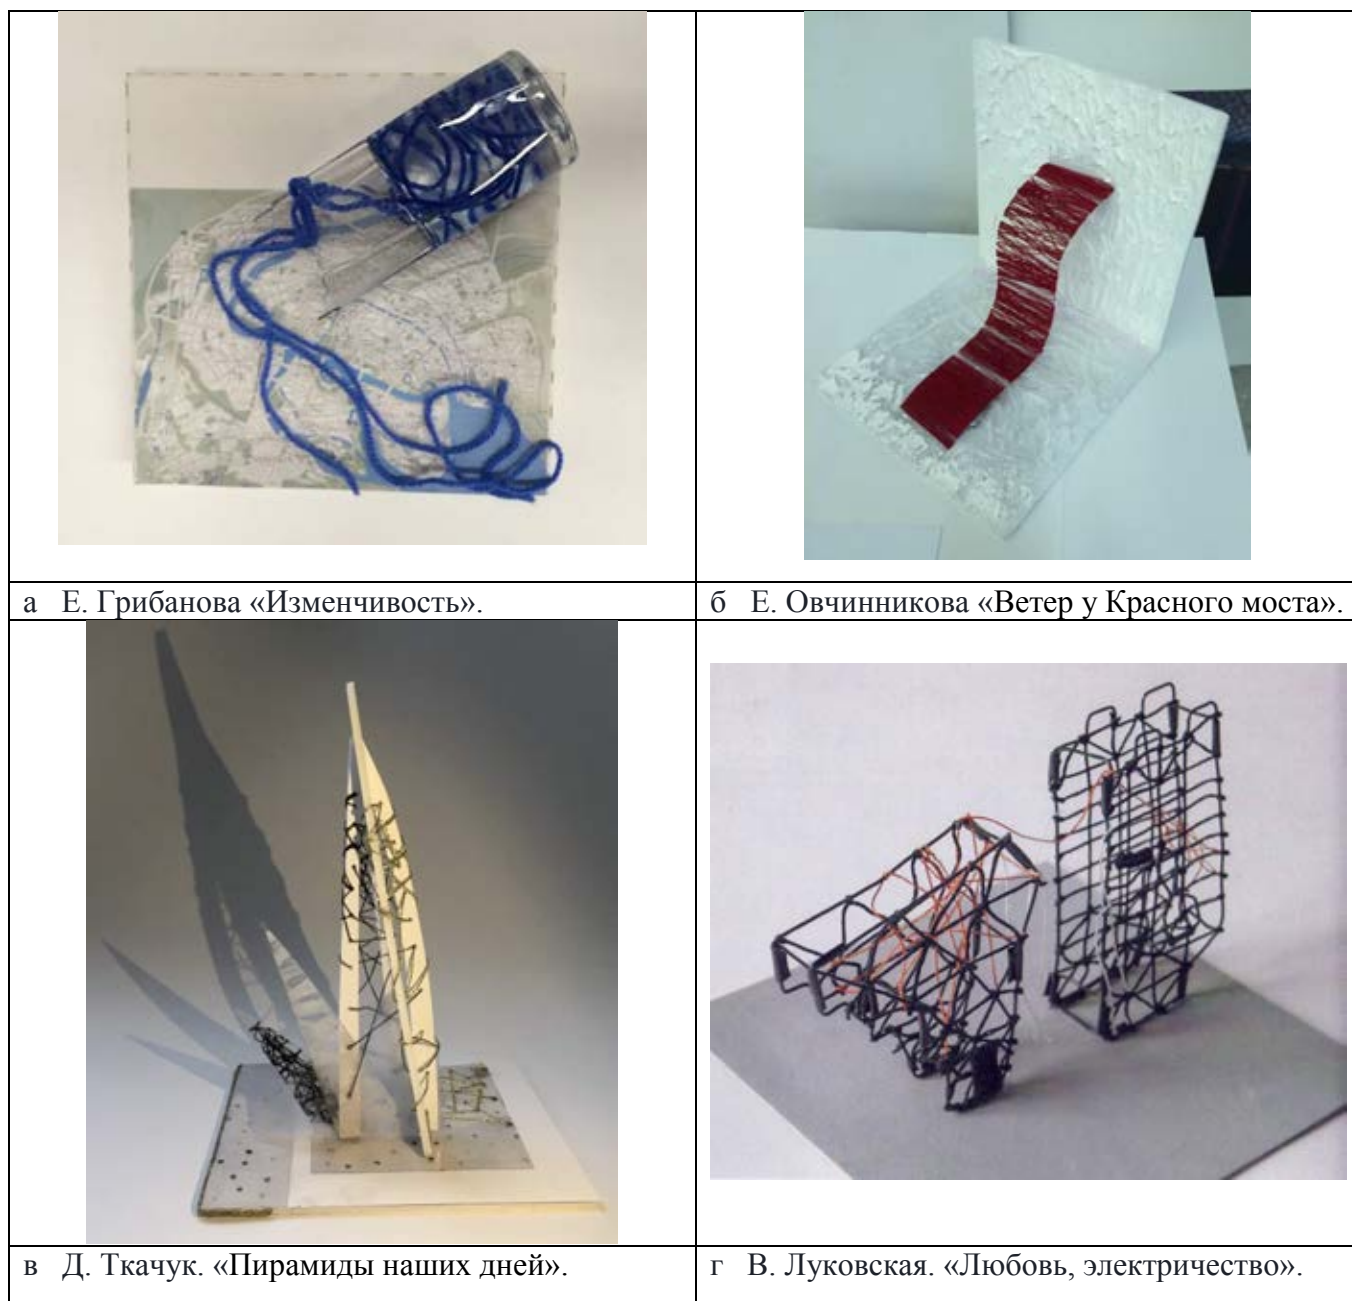 а Е. Грибанова «Изменчивость».
б Е. Овчинникова «Ветер у Красного моста».
в Д. Ткачук. «Пирамиды наших дней».
г В. Луковская. «Любовь, электричество».